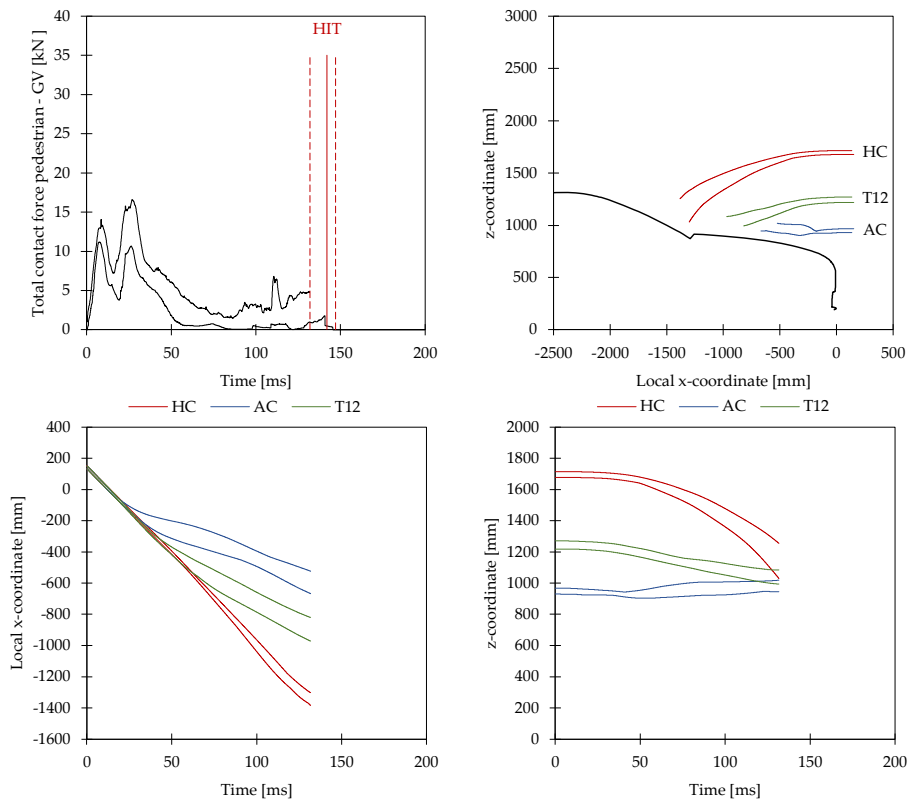 Total contact force pedestrian - GV [kN]
40
35
30
25
20
15
10
5
0
HIT
0 50 100 150 200
Time [ms]
z-coordinate [mm]
3000
2500
2000
1500
1000
500
0
HC
T12
AC
-2500 -2000 -1500 -1000 -500 0
Local x-coordinate [mm]
HC AC T12
Local x-coordinate [mm]
400
200
0
-200
-400
-600
-800
-1000
-1200
-1400
-1600
0 50 100 150 200
Time [ms]
HC AC T12
z-coordinate [mm]
2000
1800
1600
1400
1200
1000
800
600
400
200
0
0 50 100 150 200
Time [ms]